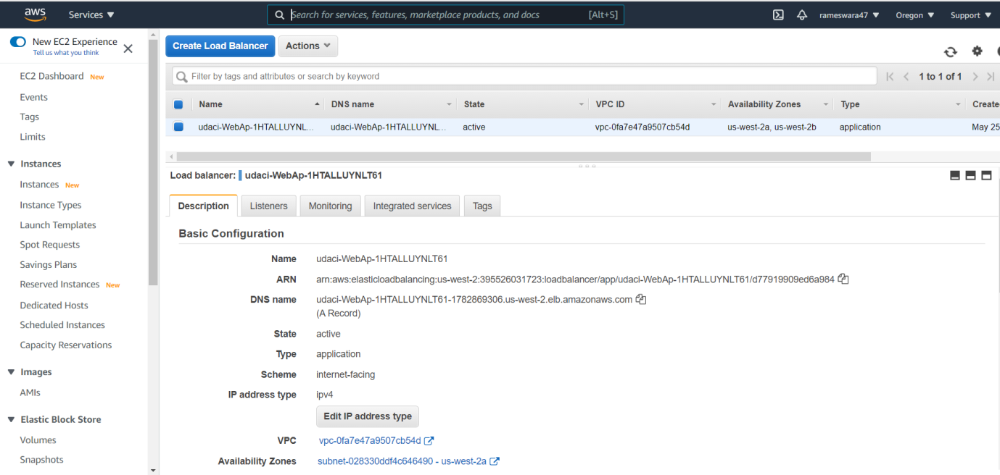 aws
Services
Search for services, features, marketplace products, and docs
[Alt+S]
rameswara47
Oregon
Support
New EC2 Experience
Tell us what you think
EC2 Dashboard New
Events
Tags
Limits
Instances
Instances New
Instance Types
Launch Templates
Spot Requests
Savings Plans
Reserved Instances New
Dedicated Hosts
Scheduled Instances
Capacity Reservations
Images
AMIs
Elastic Block Store
Volumes
Snapshots
Create Load Balancer
Actions
Filter by tags and attributes or search by keyword
1 to 1 of 1
Name DNS name State VPC ID Availability Zones Type Create
udaci-WebAp-1HTALLUYNL... udaci-WebAp-1HTALLUYNL... active vpc-0fa7e47a9507cb54d us-west-2a, us-west-2b application May 25
Load balancer: udaci-WebAp-1HTALLUYNLT61
Description Listeners Monitoring Integrated services Tags
Basic Configuration
Name udaci-WebAp-1HTALLUYNLT61
ARN arn:aws:elasticloadbalancing:us-west-2:395526031723:loadbalancer/app/udaci-WebAp-1HTALLUYNLT61/d77919909ed6a984
DNS name udaci-WebAp-1HTALLUYNLT61-1782869306.us-west-2.elb.amazonaws.com
(A Record)
State active
Type application
Scheme internet-facing
IP address type ipv4
Edit IP address type
VPC vpc-0fa7e47a9507cb54d
Availability Zones subnet-028330ddf4c646490 - us-west-2a